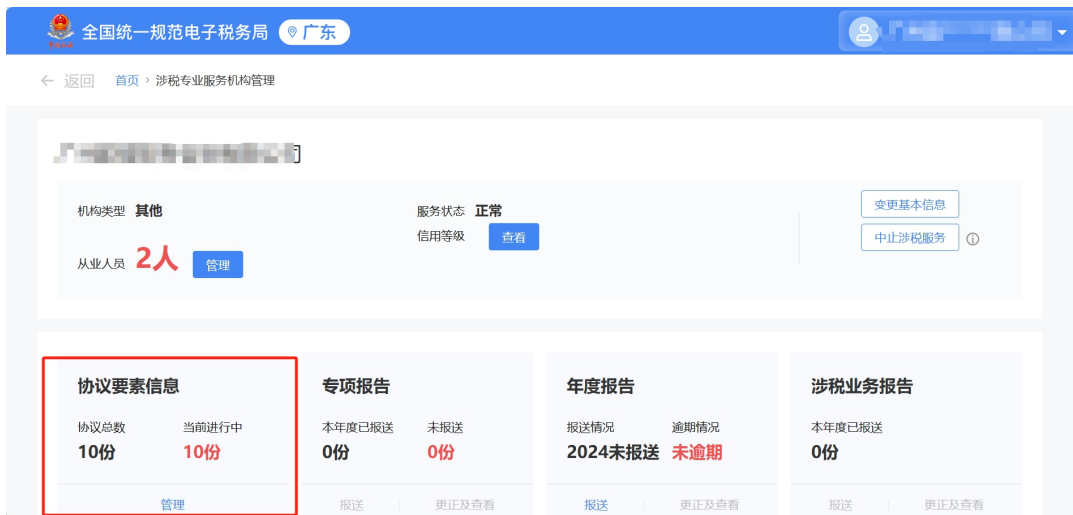 全国统一规范电子税务局 广东
返回 首页 > 涉税专业服务机构管理
司
机构类型 其他 服务状态 正常 变更基本信息
信用等级 查看 中止涉税服务
从业人员 2人 管理
协议要素信息 专项报告 年度报告 涉税业务报告
协议总数 当前进行中 本年度已报送 未报送 报送情况 逾期情况 本年度已报送
10份 10份 0份 0份 2024未报送 未逾期 0份
管理 报送 更正及查看 报送 更正及查看 报送 更正及查看